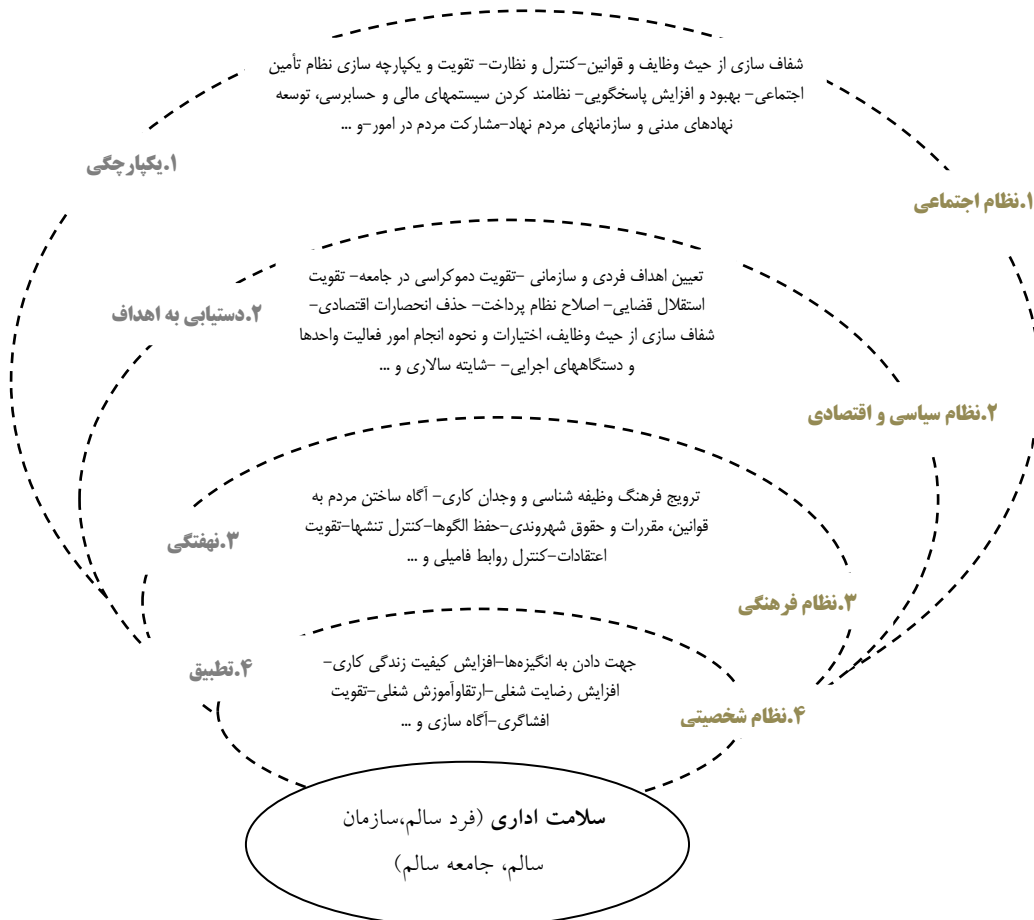 شفاف سازی از حیث وظایف و قوانین-کنترل و نظارت- تقویت و یکپارچه سازی نظام تأمین
اجتماعی- بهبود و افزایش پاسخگویی- نظامند کردن سیستمهای مالی و حسابرسی، توسعه
نهادهای مدنی و سازمانهای مردم نهاد-مشارکت مردم در امور-و ...
۱.یکپارچگی
۱.نظام اجتماعی
تعیین اهداف فردی و سازمانی -تقویت دموکراسی در جامعه- تقویت
استقلال قضایی- اصلاح نظام پرداخت- حذف انحصارات اقتصادی-
شفاف سازی از حیث وظایف، اختیارات و نحوه انجام امور فعالیت واحدها
و دستگاههای اجرایی- -شایته سالاری و ...
۲.دستیابی به اهداف
۲.نظام سیاسی و اقتصادی
ترویج فرهنگ وظیفه شناسی و وجدان کاری- آگاه ساختن مردم به
قوانین، مقررات و حقوق شهروندی-حفظ الگوها-کنترل تنشها-تقویت
اعتقادات-کنترل روابط فامیلی و ...
۳.نهفتگی
۳.نظام فرهنگی
جهت دادن به انگیزه‌ها-افزایش کیفیت زندگی کاری-
افزایش رضایت شغلی-ارتقاوآموزش شغلی-تقویت
افشاگری-آگاه سازی و ...
۴.تطبیق
۴.نظام شخصیتی
سلامت اداری (فرد سالم،سازمان
سالم، جامعه سالم)